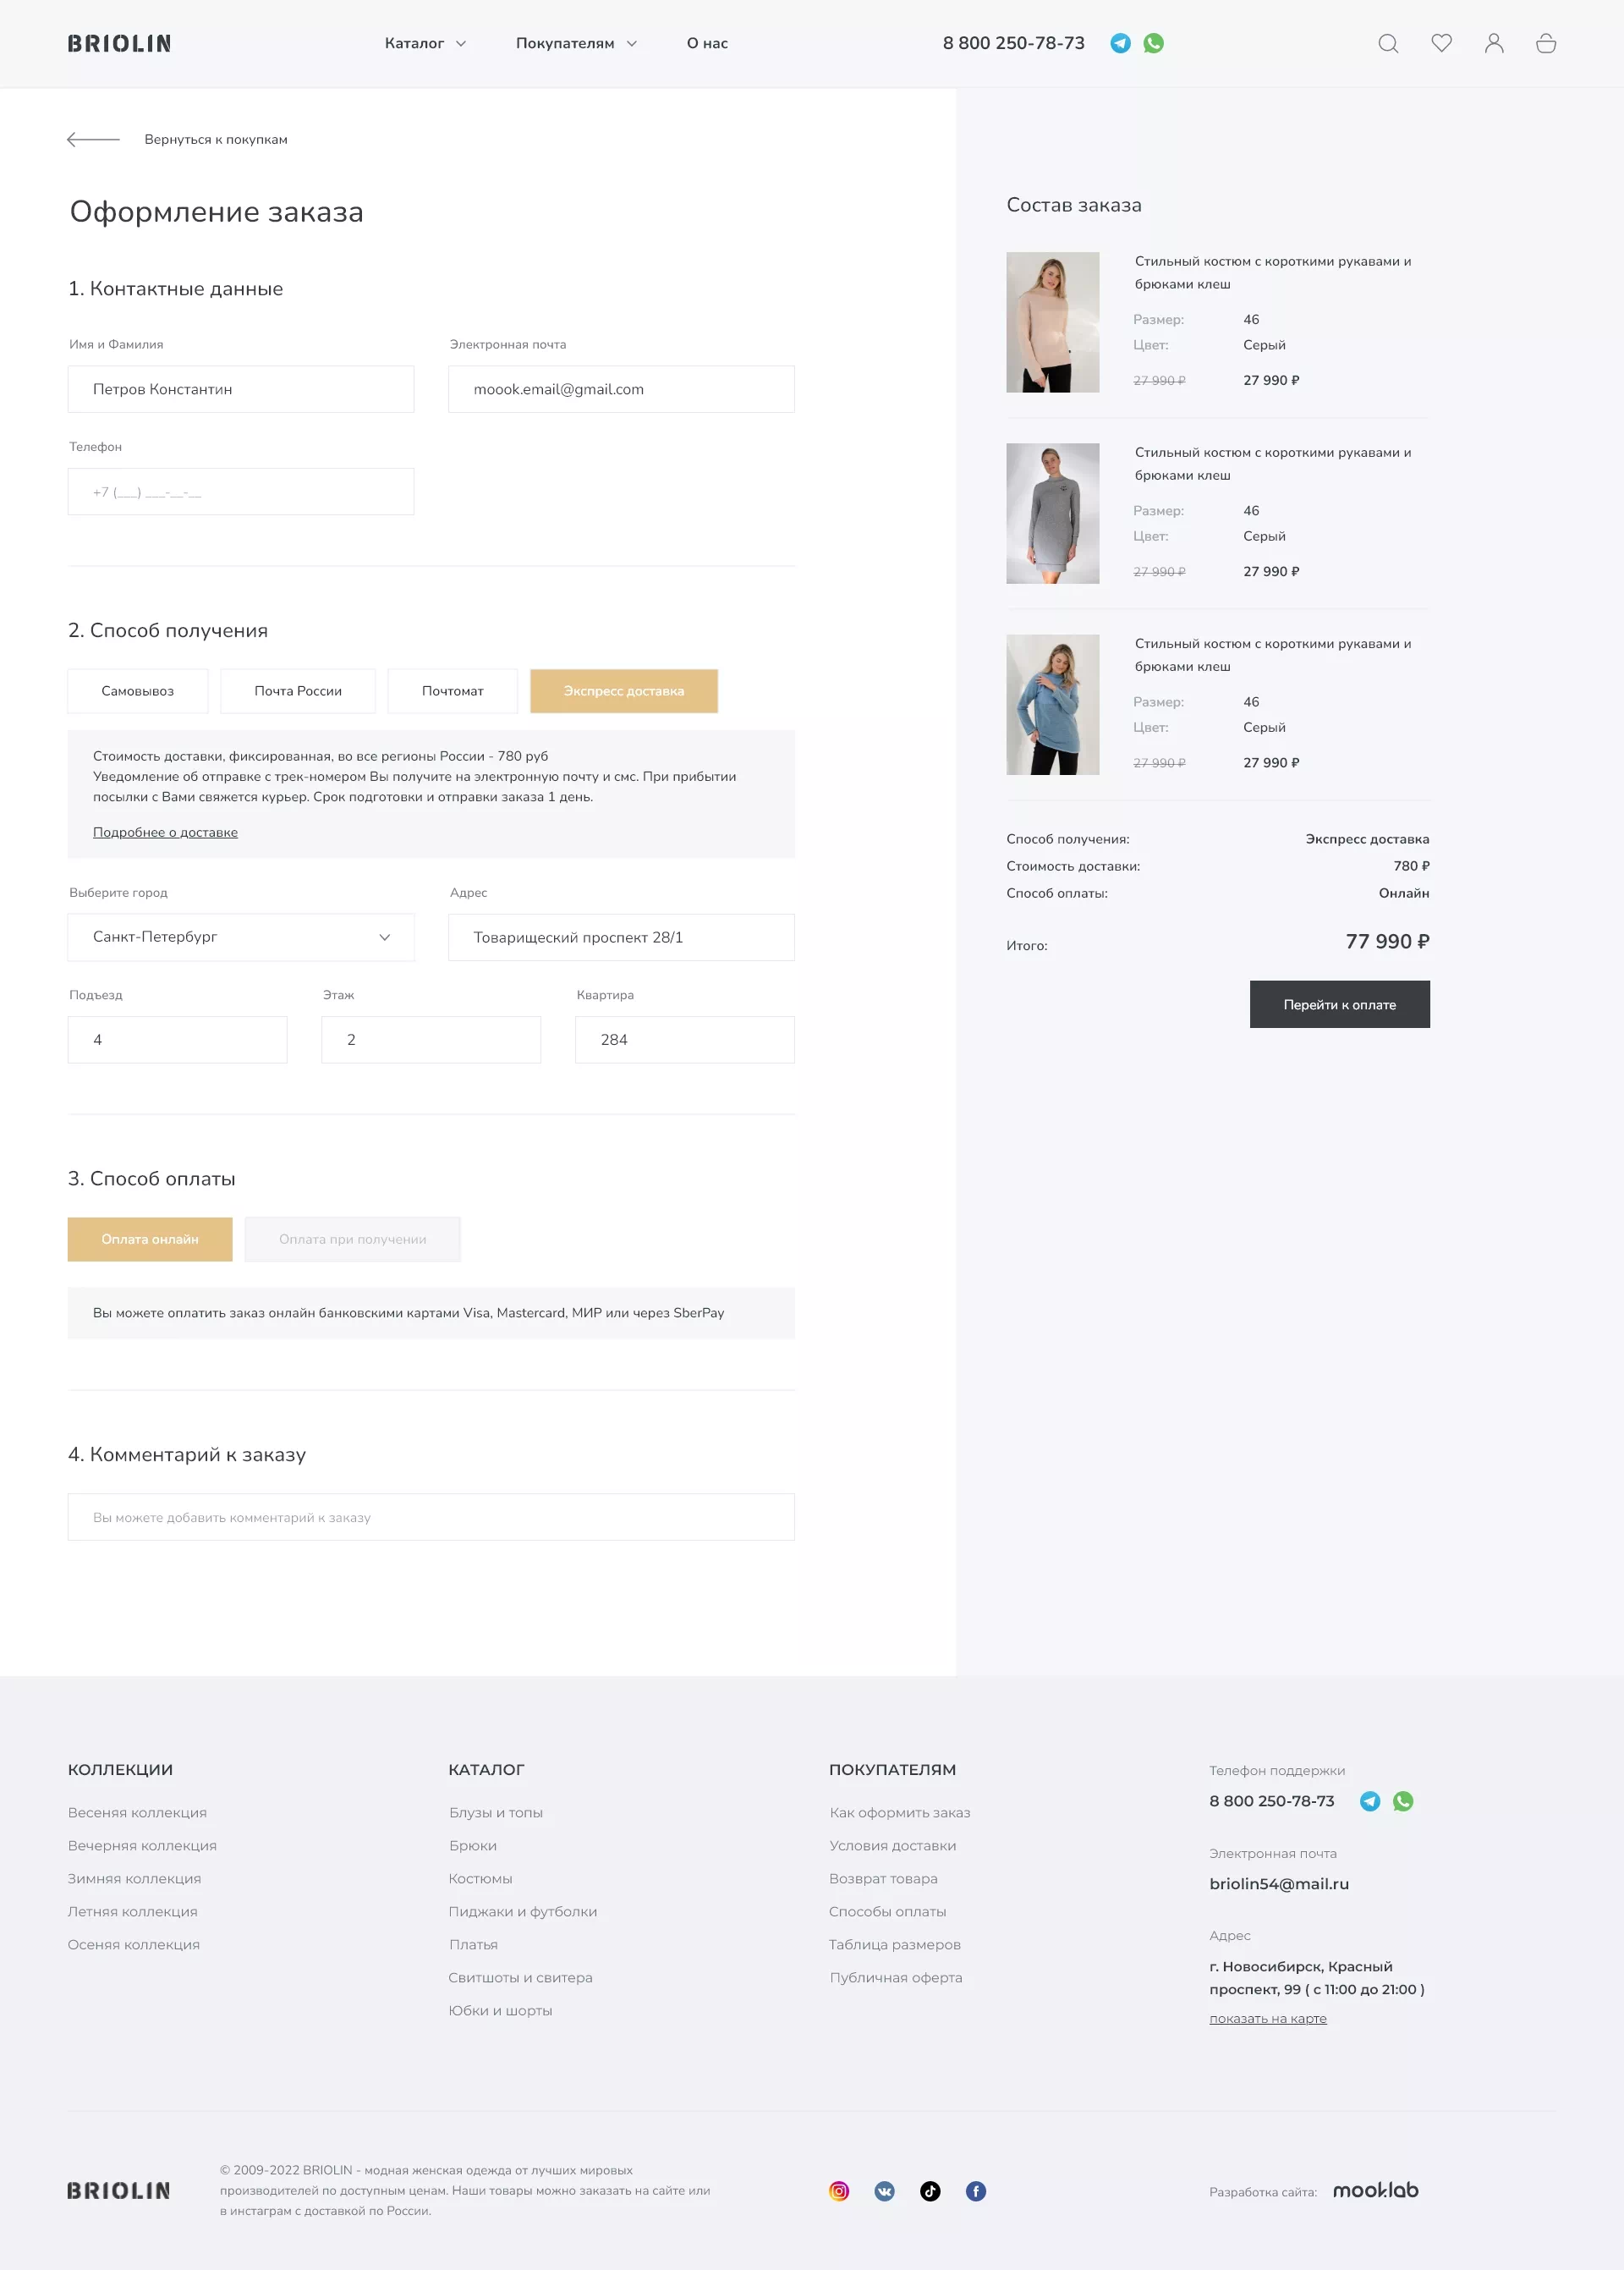 BRIOLIN
Каталог
Покупателям
О нас
8 800 250-78-73
Вернуться к покупкам
Оформление заказа
1. Контактные данные
Имя и Фамилия
Электронная почта
Петров Константин
moook.email@gmail.com
Телефон
+7 (___) ___-__-__
2. Способ получения
Самовывоз
Почта России
Почтомат
Экспресс доставка
Стоимость доставки, фиксированная, во все регионы России - 780 руб
Уведомление об отправке с трек-номером Вы получите на электронную почту и смс. При прибытии
посылки с Вами свяжется курьер. Срок подготовки и отправки заказа 1 день.
Подробнее о доставке
Выберите город
Адрес
Санкт-Петербург
Товарищеский проспект 28/1
Подъезд
Этаж
Квартира
4
2
284
3. Способ оплаты
Оплата онлайн
Оплата при получении
Вы можете оплатить заказ онлайн банковскими картами Visa, Mastercard, МИР или через SberPay
4. Комментарий к заказу
Вы можете добавить комментарий к заказу
Состав заказа
Стильный костюм с короткими рукавами и
брюками клеш
Размер: 46
Цвет: Серый
27 990 ₽ 27 990 ₽
Стильный костюм с короткими рукавами и
брюками клеш
Размер: 46
Цвет: Серый
27 990 ₽ 27 990 ₽
Стильный костюм с короткими рукавами и
брюками клеш
Размер: 46
Цвет: Серый
27 990 ₽ 27 990 ₽
Способ получения: Экспресс доставка
Стоимость доставки: 780 ₽
Способ оплаты: Онлайн
Итого: 77 990 ₽
Перейти к оплате
КОЛЛЕКЦИИ
Весеняя коллекция
Вечерняя коллекция
Зимняя коллекция
Летняя коллекция
Осеняя коллекция
КАТАЛОГ
Блузы и топы
Брюки
Костюмы
Пиджаки и футболки
Платья
Свитшоты и свитера
Юбки и шорты
ПОКУПАТЕЛЯМ
Как оформить заказ
Условия доставки
Возврат товара
Способы оплаты
Таблица размеров
Публичная оферта
Телефон поддержки
8 800 250-78-73
Электронная почта
briolin54@mail.ru
Адрес
г. Новосибирск, Красный
проспект, 99 ( с 11:00 до 21:00 )
показать на карте
BRIOLIN
© 2009-2022 BRIOLIN - модная женская одежда от лучших мировых
производителей по доступным ценам. Наши товары можно заказать на сайте или
в инстаграм с доставкой по России.
Разработка сайта: mooklab